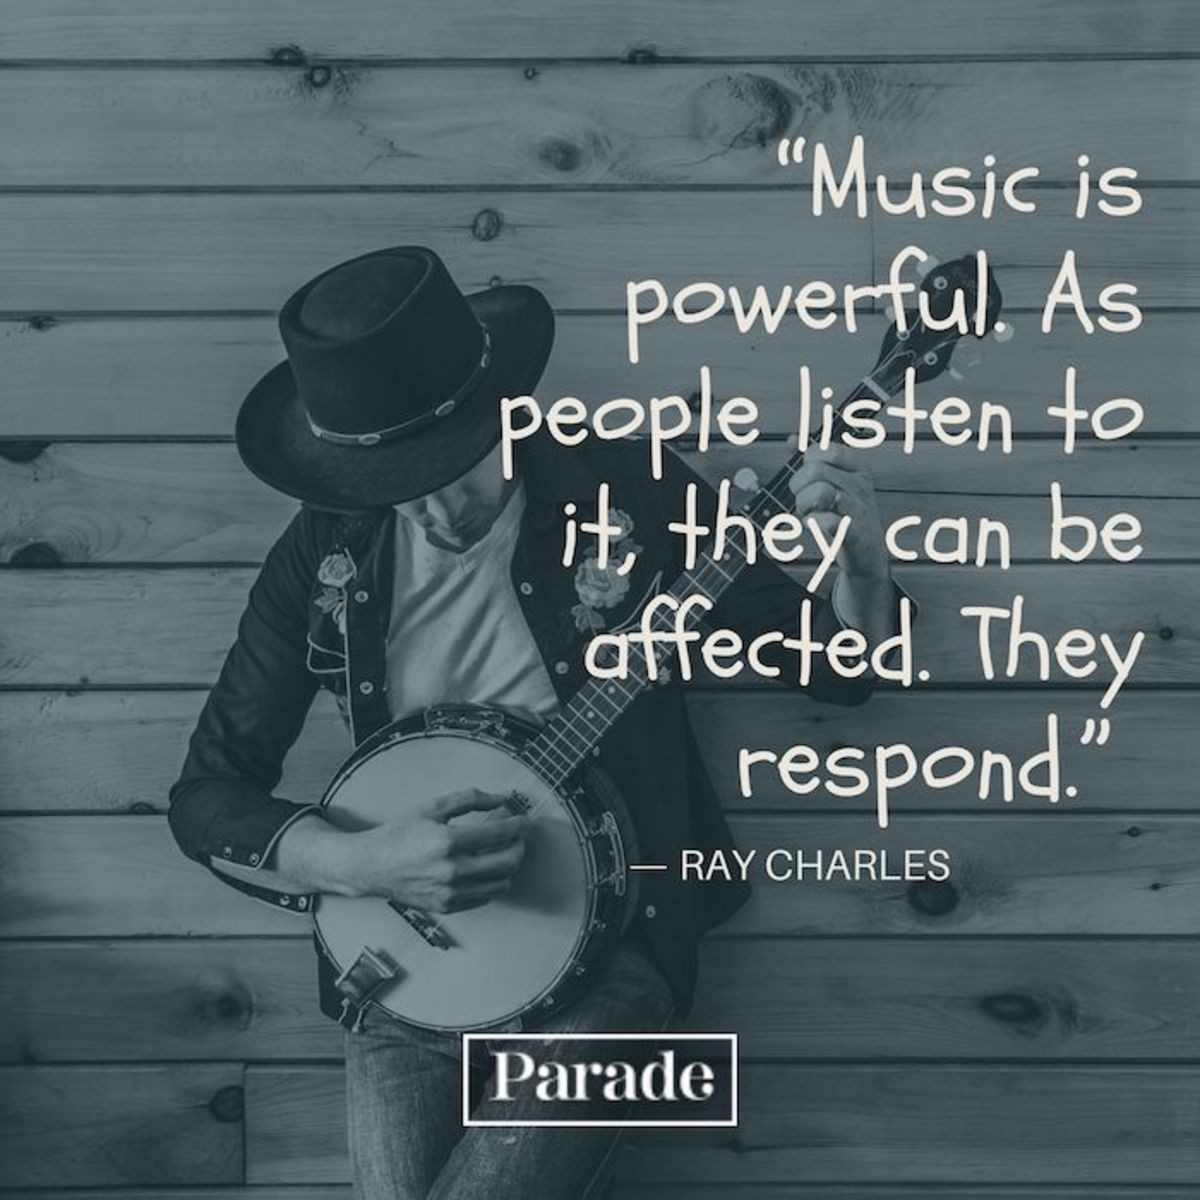 “Music is
powerful. As
people listen to
it, they can be
affected. They
respond.”
— RAY CHARLES
Parade